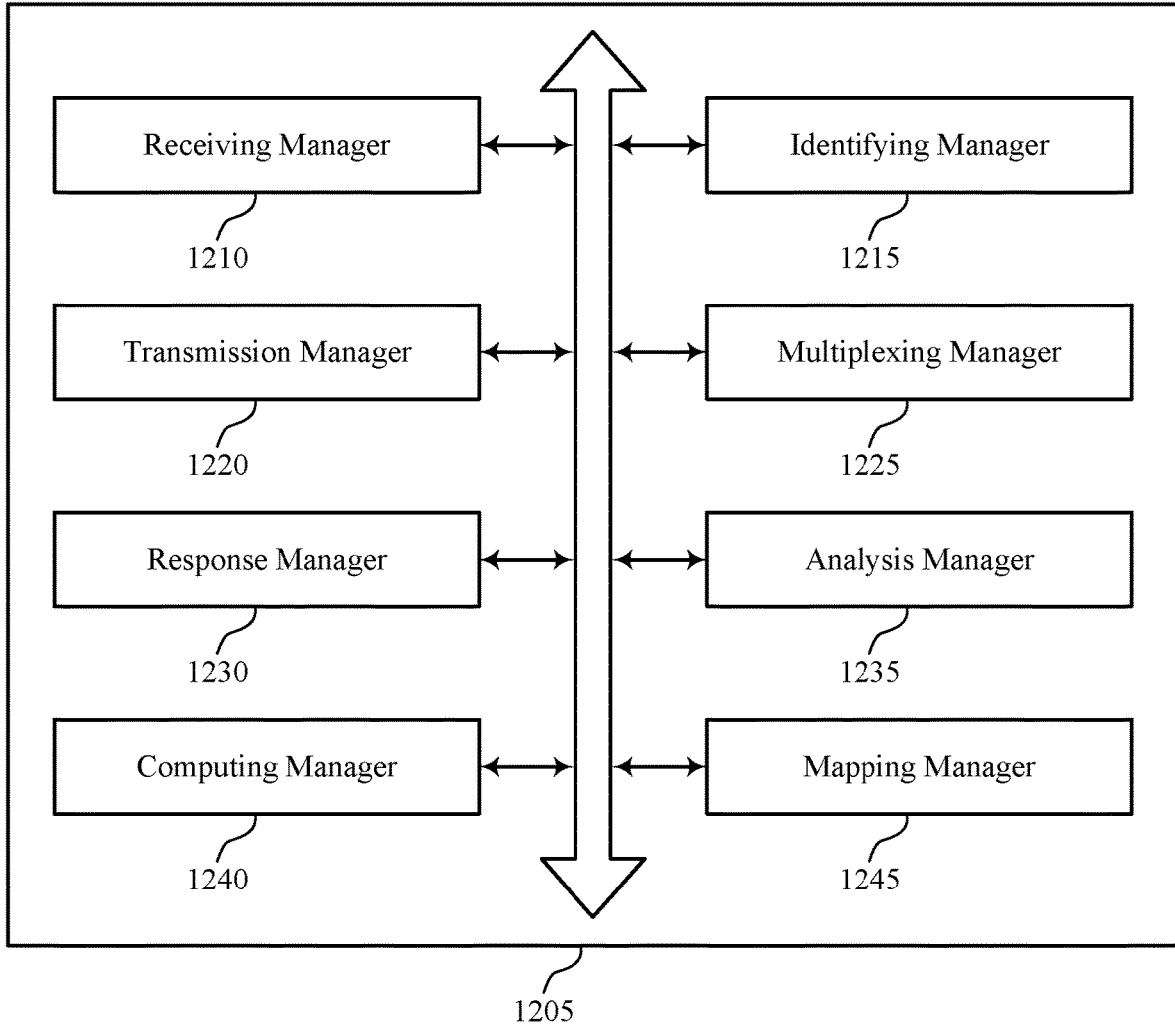 Receiving Manager
Identifying Manager
1210
1215
Transmission Manager
Multiplexing Manager
1220
1225
Response Manager
Analysis Manager
1230
1235
Computing Manager
Mapping Manager
1240
1245
1205